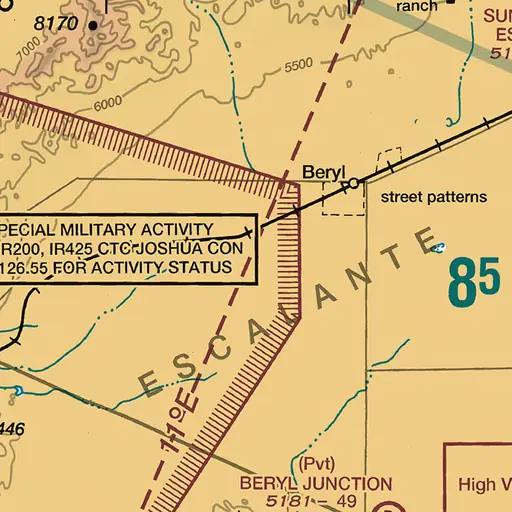 ranch
8170
SUN
ES
51
7000
5500
6000
Beryl
street patterns
PECIAL MILITARY ACTIVITY
R200, IR425 CTC JOSHUA CON
126.55 FOR ACTIVITY STATUS
85
ESCALANTE
11°E
446
(Pvt)
BERYL JUNCTION
5181 - 49
High W
R